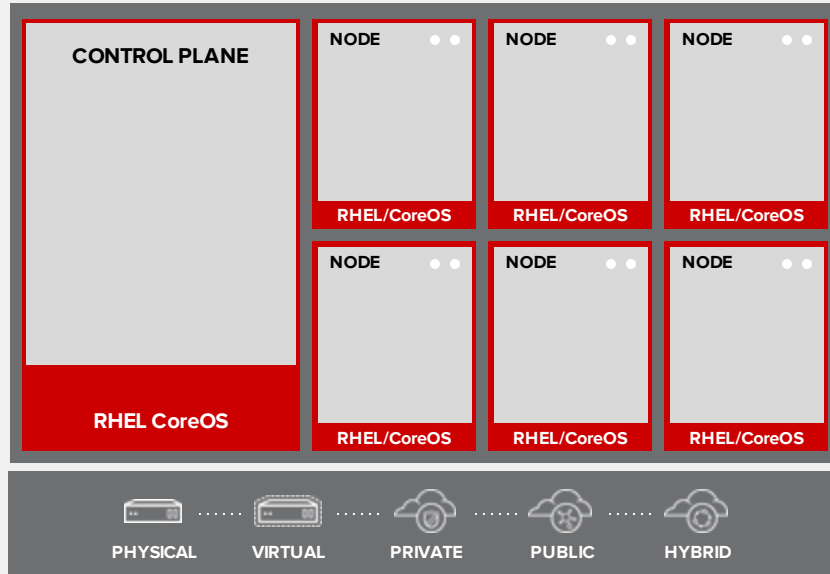 CONTROL PLANE
RHEL CoreOS
NODE
RHEL/CoreOS
NODE
RHEL/CoreOS
NODE
RHEL/CoreOS
NODE
RHEL/CoreOS
NODE
RHEL/CoreOS
NODE
RHEL/CoreOS
PHYSICAL
VIRTUAL
PRIVATE
PUBLIC
HYBRID